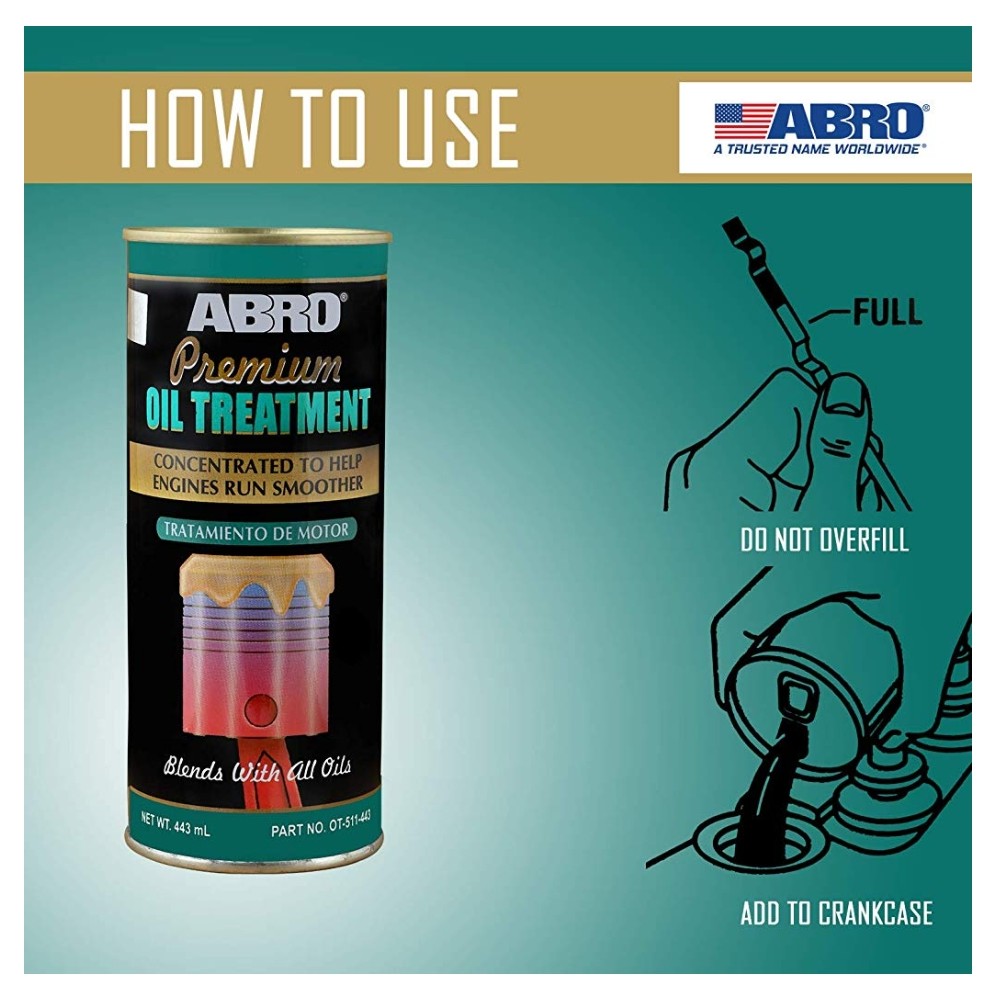 HOW TO USE
ABRO®
A TRUSTED NAME WORLDWIDE®
ABRO®
Premium
OIL TREATMENT
CONCENTRATED TO HELP
ENGINES RUN SMOOTHER
TRATAMIENTO DE MOTOR
Blends With All Oils
NET WT. 443 mL
PART NO. OT-511-443
FULL
DO NOT OVERFILL
ADD TO CRANKCASE